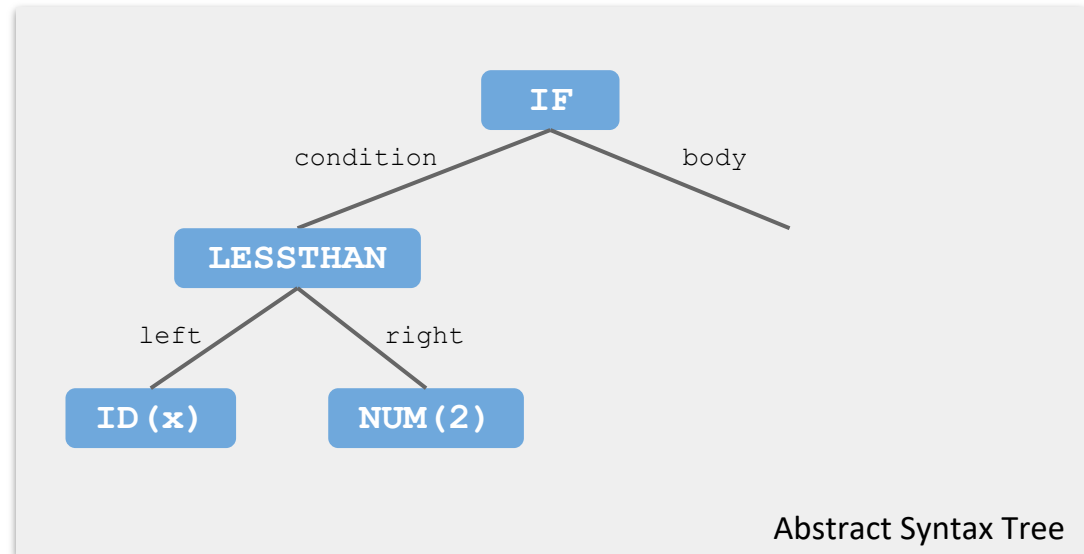 IF
condition
body
LESSTHAN
left
right
ID(x)
NUM(2)
Abstract Syntax Tree